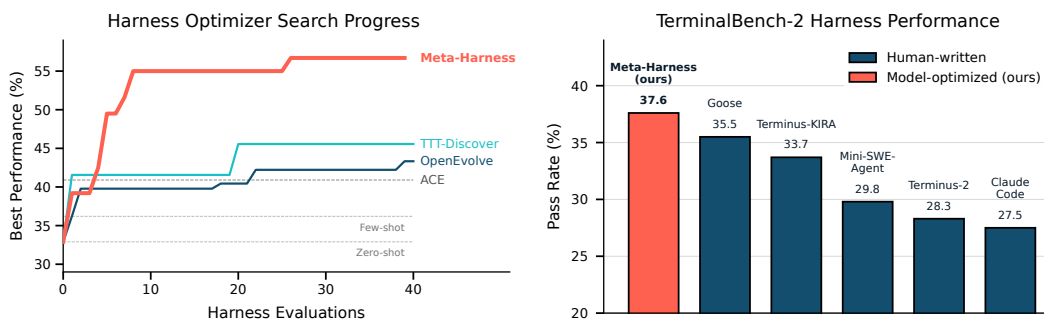 Harness Optimizer Search Progress
Best Performance (%)
55
50
45
40
35
30
0
10
20
30
40
Harness Evaluations
Meta-Harness
TTT-Discover
OpenEvolve
ACE
Few-shot
Zero-shot
TerminalBench-2 Harness Performance
Pass Rate (%)
40
35
30
25
20
Human-written
Model-optimized (ours)
Meta-Harness
(ours)
37.6
Goose
35.5
Terminus-KIRA
33.7
Mini-SWE-
Agent
29.8
Terminus-2
28.3
Claude
Code
27.5